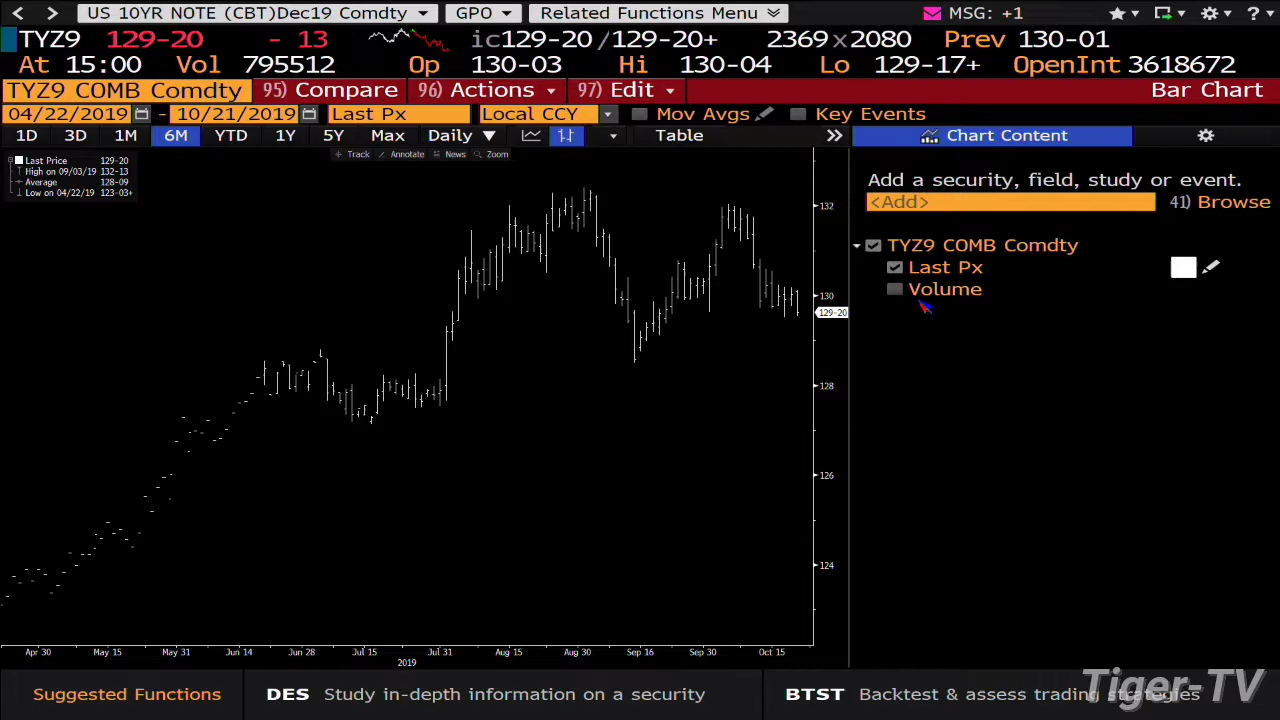 US 10YR NOTE (CBT)Dec19 Comdty GPO Related Functions Menu MSG: +1 ?
TYZ9 129-20 - 13 ic129-20 /129-20+ 2369x2080 Prev 130-01
At 15:00 Vol 795512 Op 130-03 Hi 130-04 Lo 129-17+ OpenInt 3618672
TYZ9 COMB Comdty 95) Compare 96) Actions 97) Edit Bar Chart
04/22/2019 - 10/21/2019 Last Px Local CCY Mov Avgs Key Events
1D 3D 1M 6M YTD 1Y 5Y Max Daily Table Chart Content
Track Annotate News Zoom
Last Price 129-20
High on 09/03/19 132-13
Average 128-09
Low on 04/22/19 123-03+
Add a security, field, study or event.
<Add> 41) Browse
TYZ9 COMB Comdty
Last Px
Volume
132
130
129-20
128
126
124
Apr 30 May 15 May 31 Jun 14 Jun 28 Jul 15 Jul 31 Aug 15 Aug 30 Sep 16 Sep 30 Oct 15
2019
Suggested Functions DES Study in-depth information on a security BTST Backtest & assess trading strategies
Tiger-TV